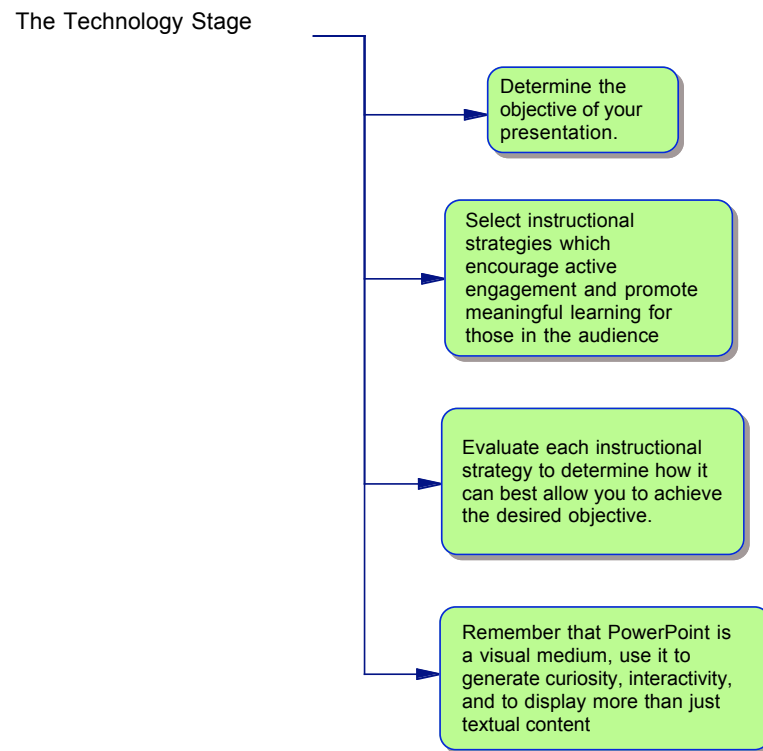 The Technology Stage
Determine the
objective of your
presentation.
Select instructional
strategies which
encourage active
engagement and promote
meaningful learning for
those in the audience
Evaluate each instructional
strategy to determine how it
can best allow you to achieve
the desired objective.
Remember that PowerPoint is
a visual medium, use it to
generate curiosity, interactivity,
and to display more than just
textual content